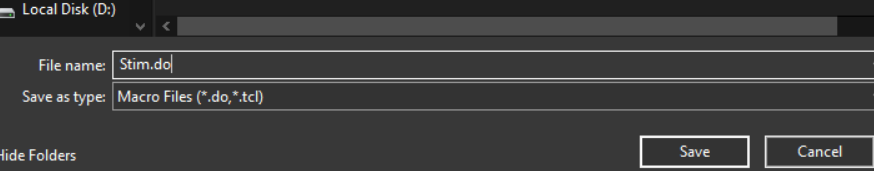 Local Disk (D:)
File name: Stim.do
Save as type: Macro Files (*.do,*.tcl)
Hide Folders Save Cancel